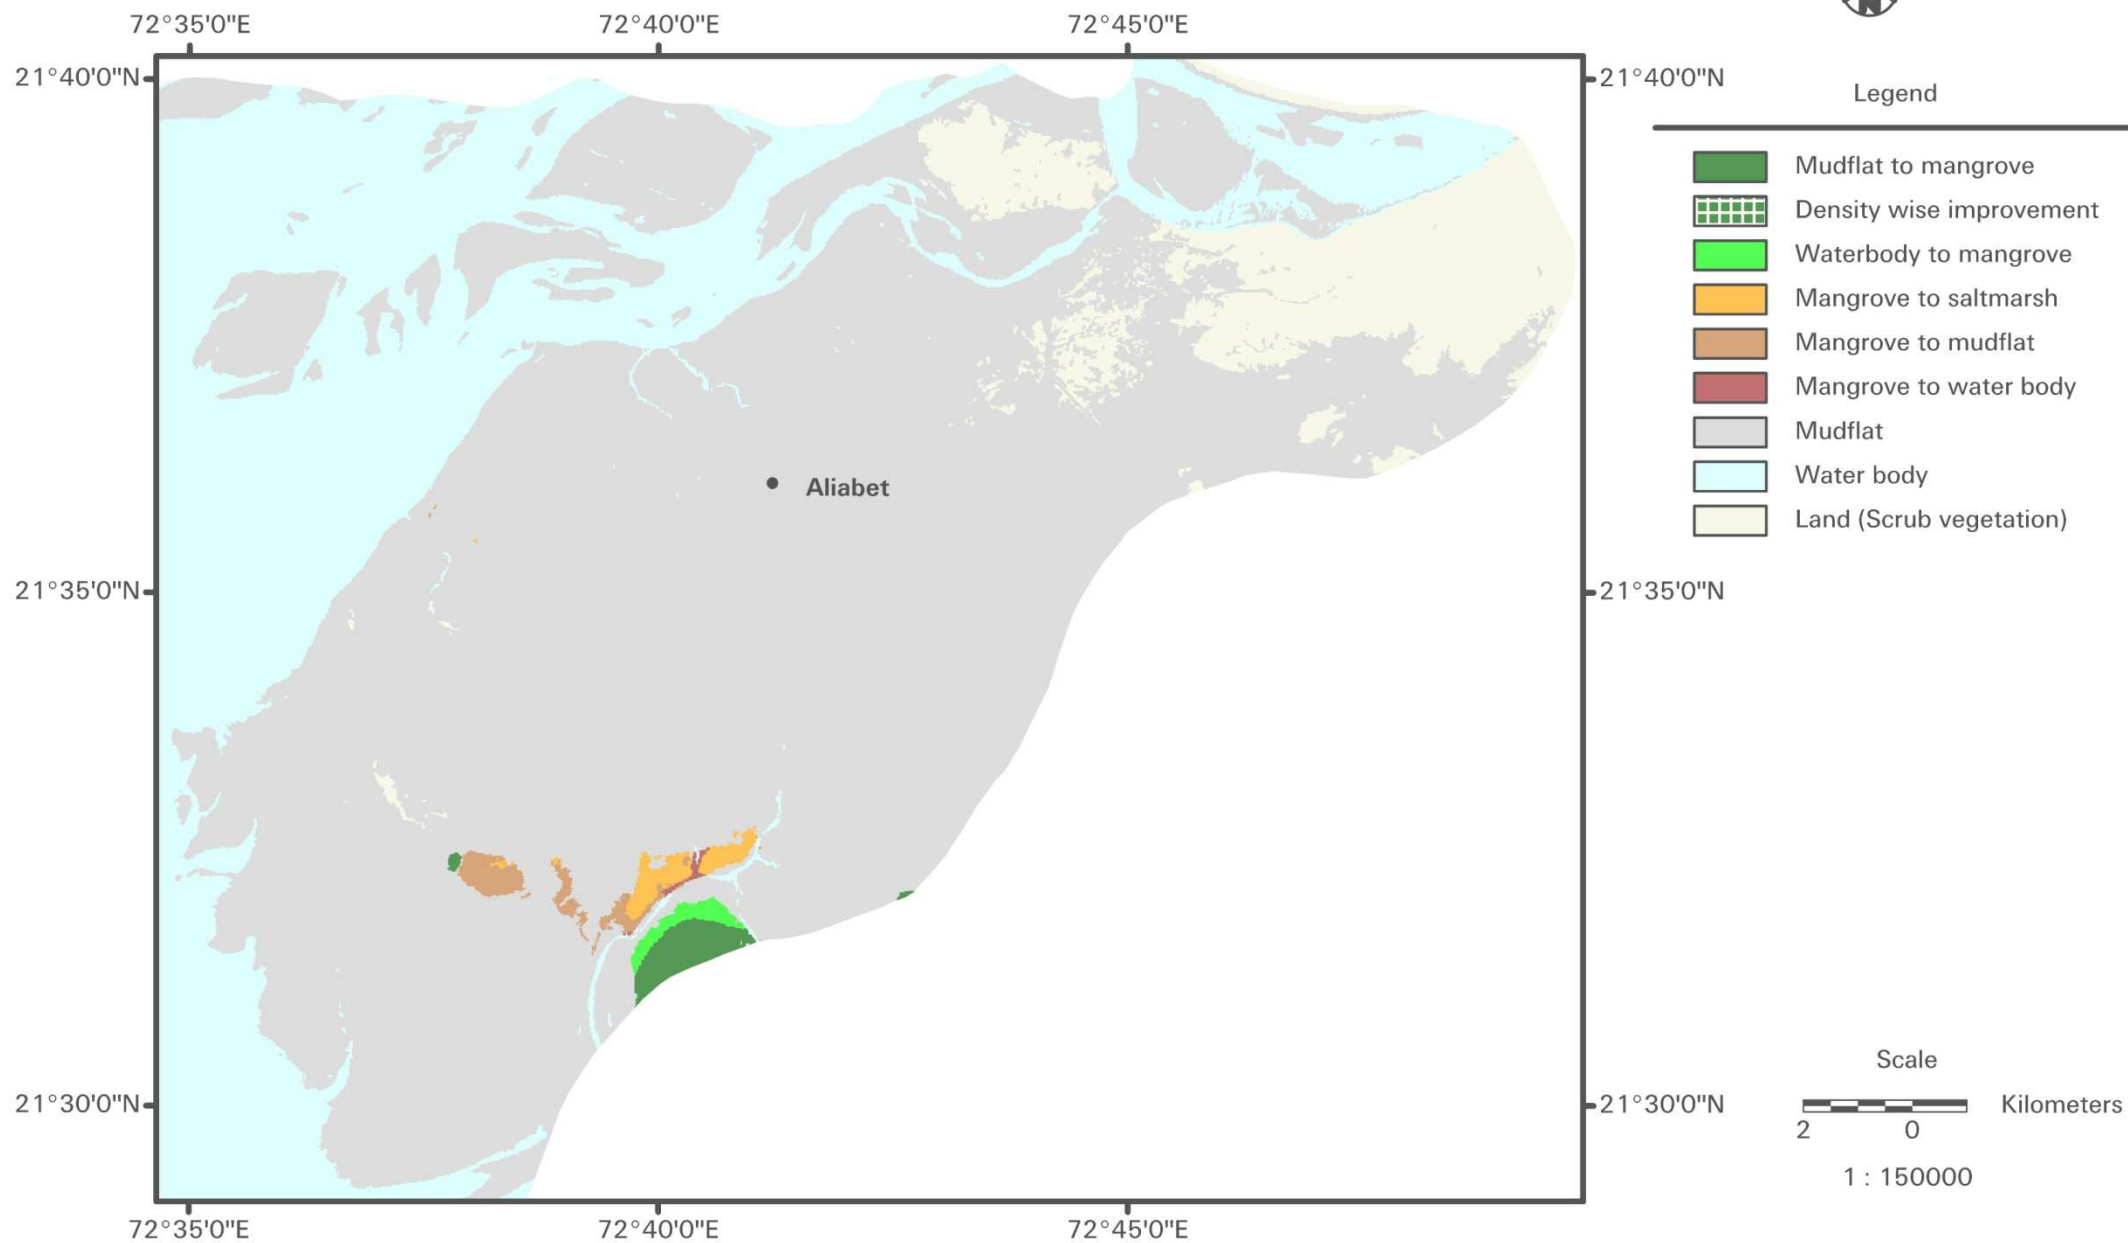 72°35'0"E 72°40'0"E 72°45'0"E
N
21°40'0"N 21°40'0"N
Legend
Mudflat to mangrove
Density wise improvement
Waterbody to mangrove
Mangrove to saltmarsh
Mangrove to mudflat
Mangrove to water body
Mudflat
Water body
Land (Scrub vegetation)
Aliabet
21°35'0"N 21°35'0"N
Scale
21°30'0"N 21°30'0"N
Kilometers
2 0
1 : 150000
72°35'0"E 72°40'0"E 72°45'0"E